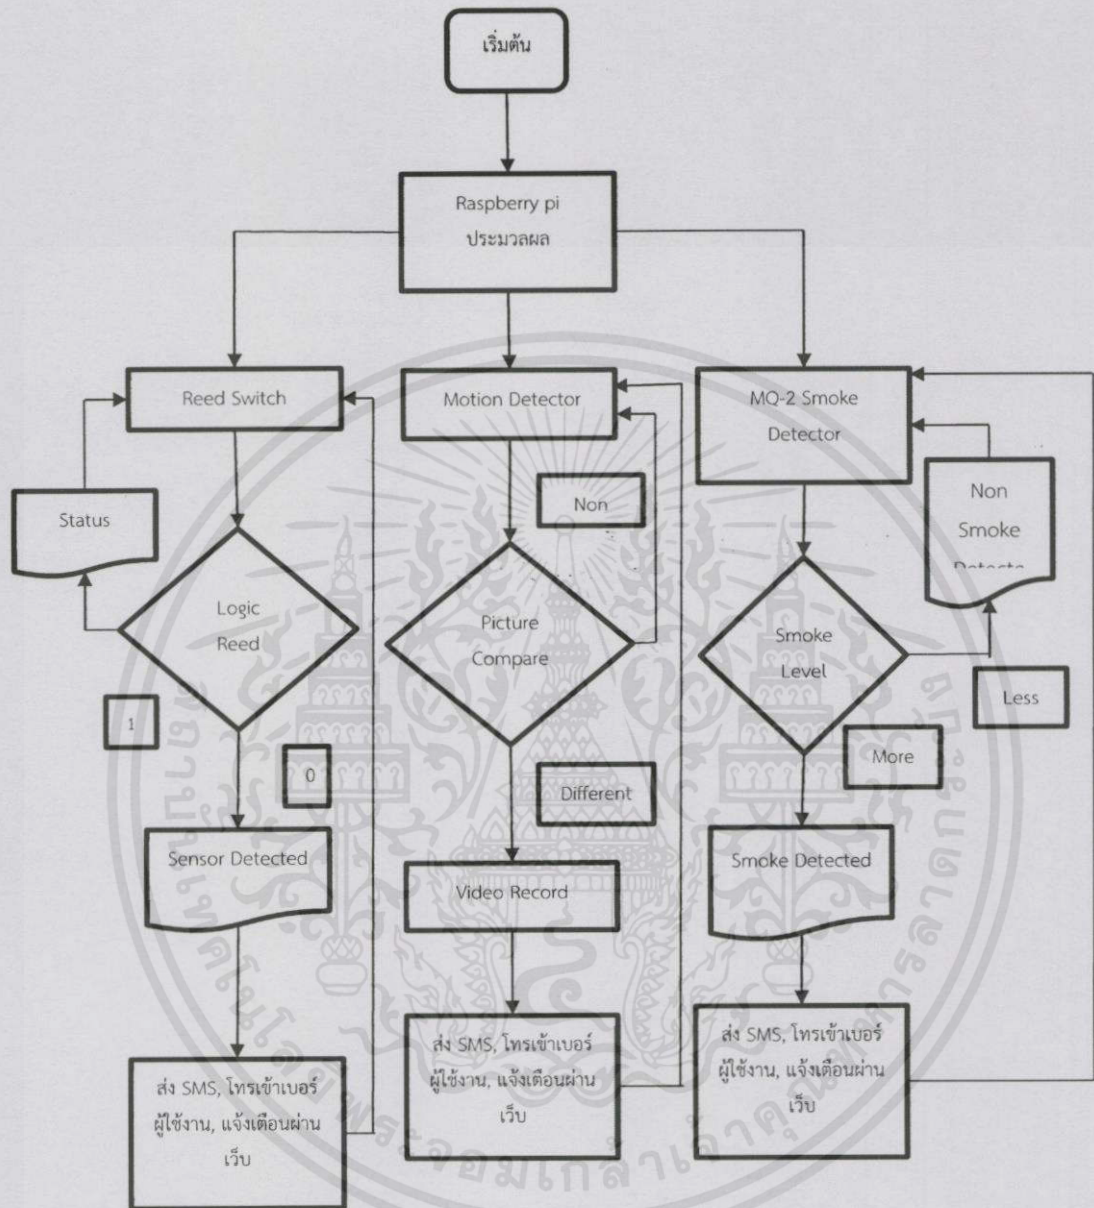 เริ่มต้น
Raspberry pi
ประมวลผล
Reed Switch
Motion Detector
MQ-2 Smoke
Detector
Status
Non
Non
Smoke
Logic
Reed
Picture
Compare
Smoke
Level
1
0
Different
More
Less
Sensor Detected
Video Record
Smoke Detected
ส่ง SMS, โทรเข้าเบอร์
ผู้ใช้งาน, แจ้งเตือนผ่าน
เว็บ
ส่ง SMS, โทรเข้าเบอร์
ผู้ใช้งาน, แจ้งเตือนผ่าน
เว็บ
ส่ง SMS, โทรเข้าเบอร์
ผู้ใช้งาน, แจ้งเตือนผ่าน
เว็บ